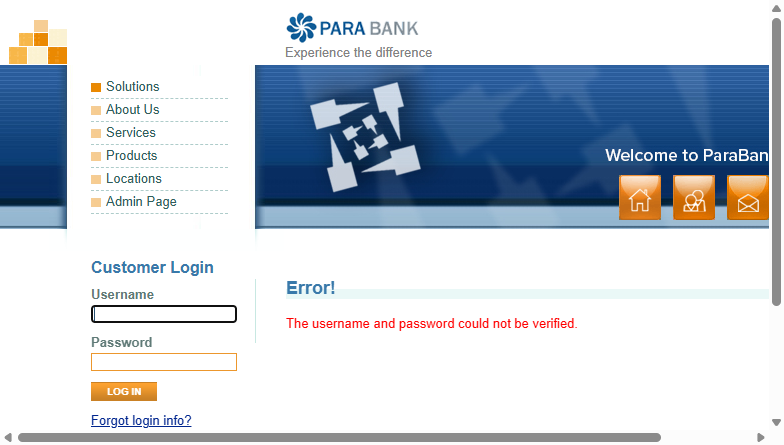 PARA BANK
Experience the difference
Solutions
About Us
Services
Products
Locations
Admin Page
Welcome to ParaBan
Customer Login
Username
Password
LOG IN
Forgot login info?
Error!
The username and password could not be verified.